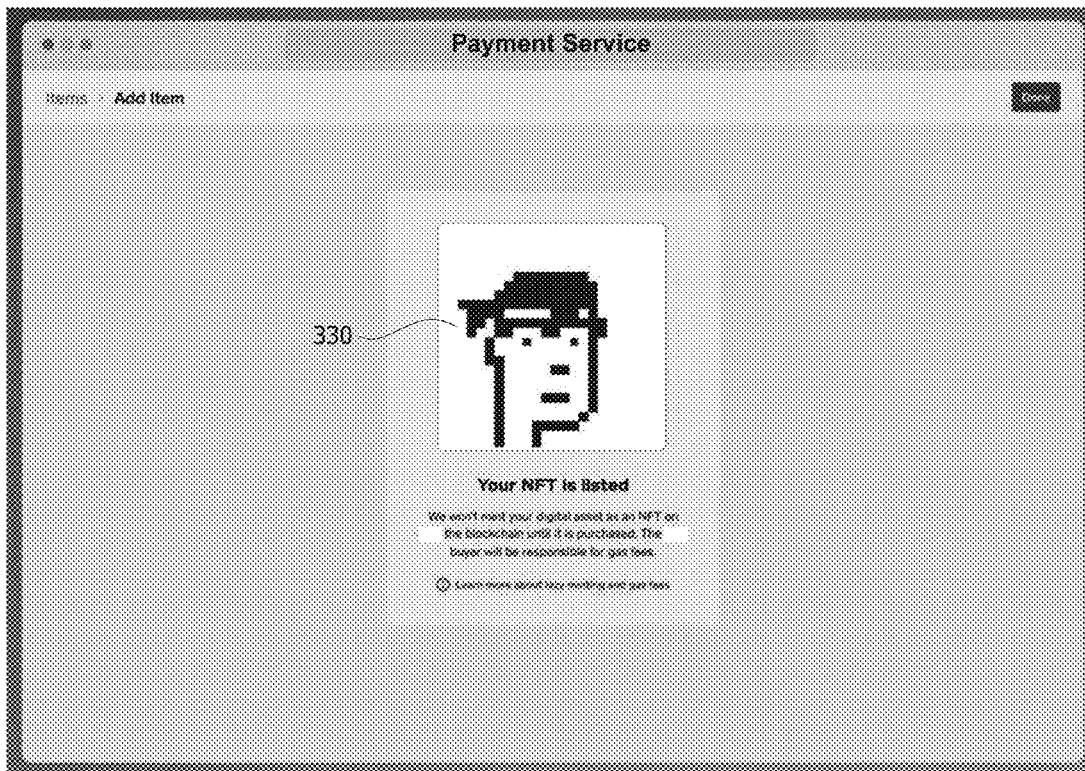 Payment Service
Items > Add Item
Done
330
Your NFT is listed
We won't mint your digital asset as an NFT on
the blockchain until it is purchased. The
buyer will be responsible for gas fees.
Learn more about lazy minting and gas fees